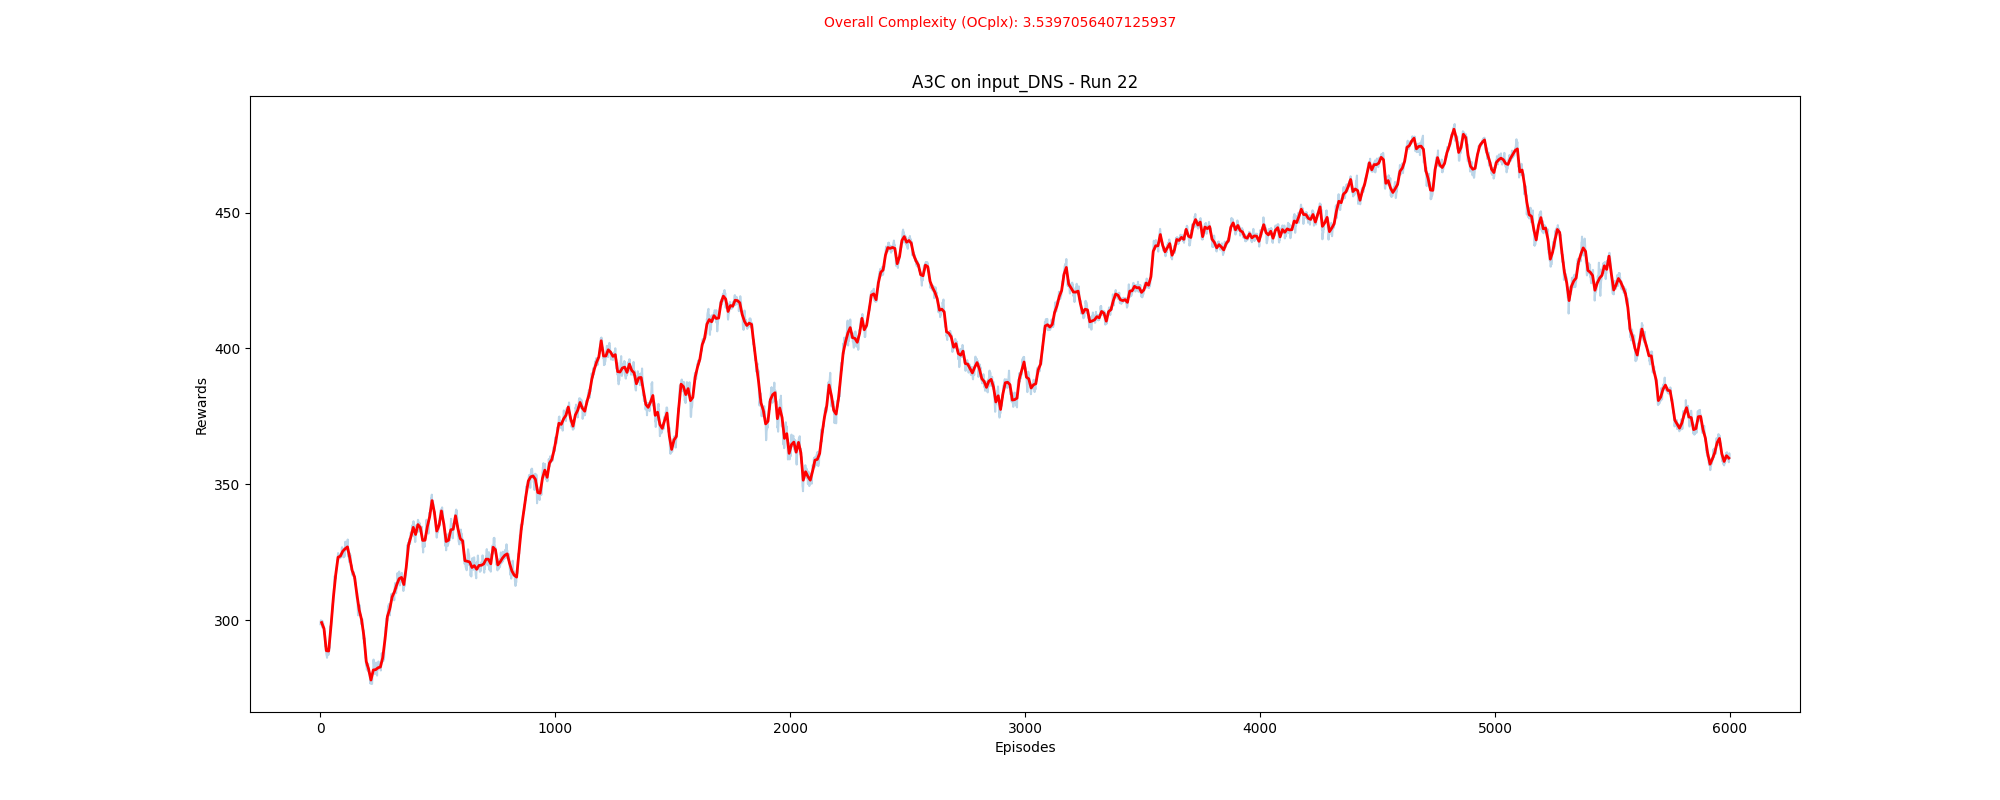 Overall Complexity (OCplx): 3.5397056407125937
A3C on input_DNS - Run 22
Rewards
450
400
350
300
0 1000 2000 3000 4000 5000 6000
Episodes